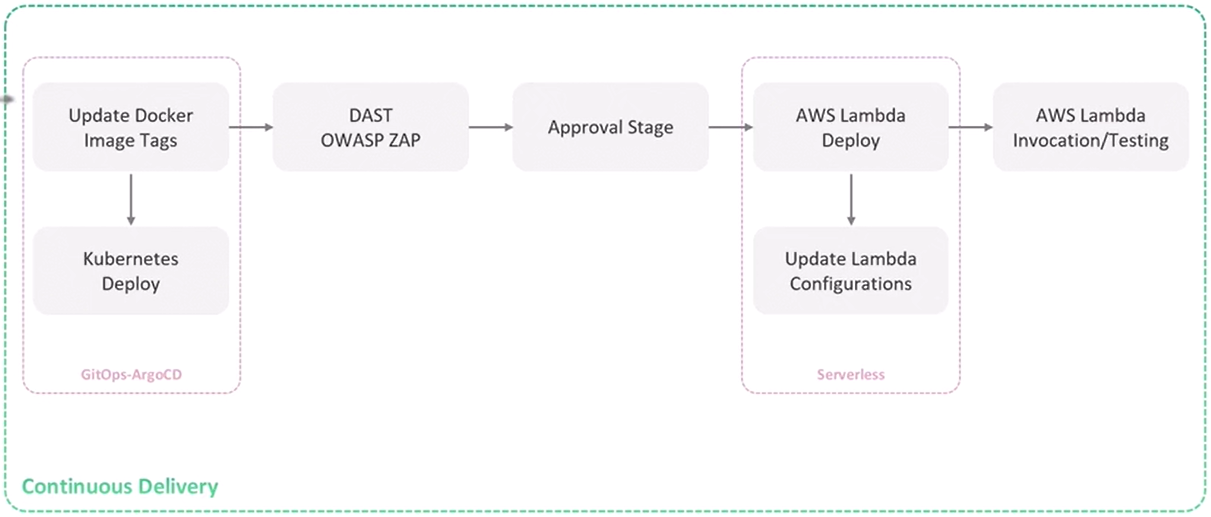 Update Docker
Image Tags
DAST
OWASP ZAP
Approval Stage
AWS Lambda
Deploy
AWS Lambda
Invocation/Testing
Kubernetes
Deploy
Update Lambda
Configurations
GitOps-ArgoCD
Serverless
Continuous Delivery